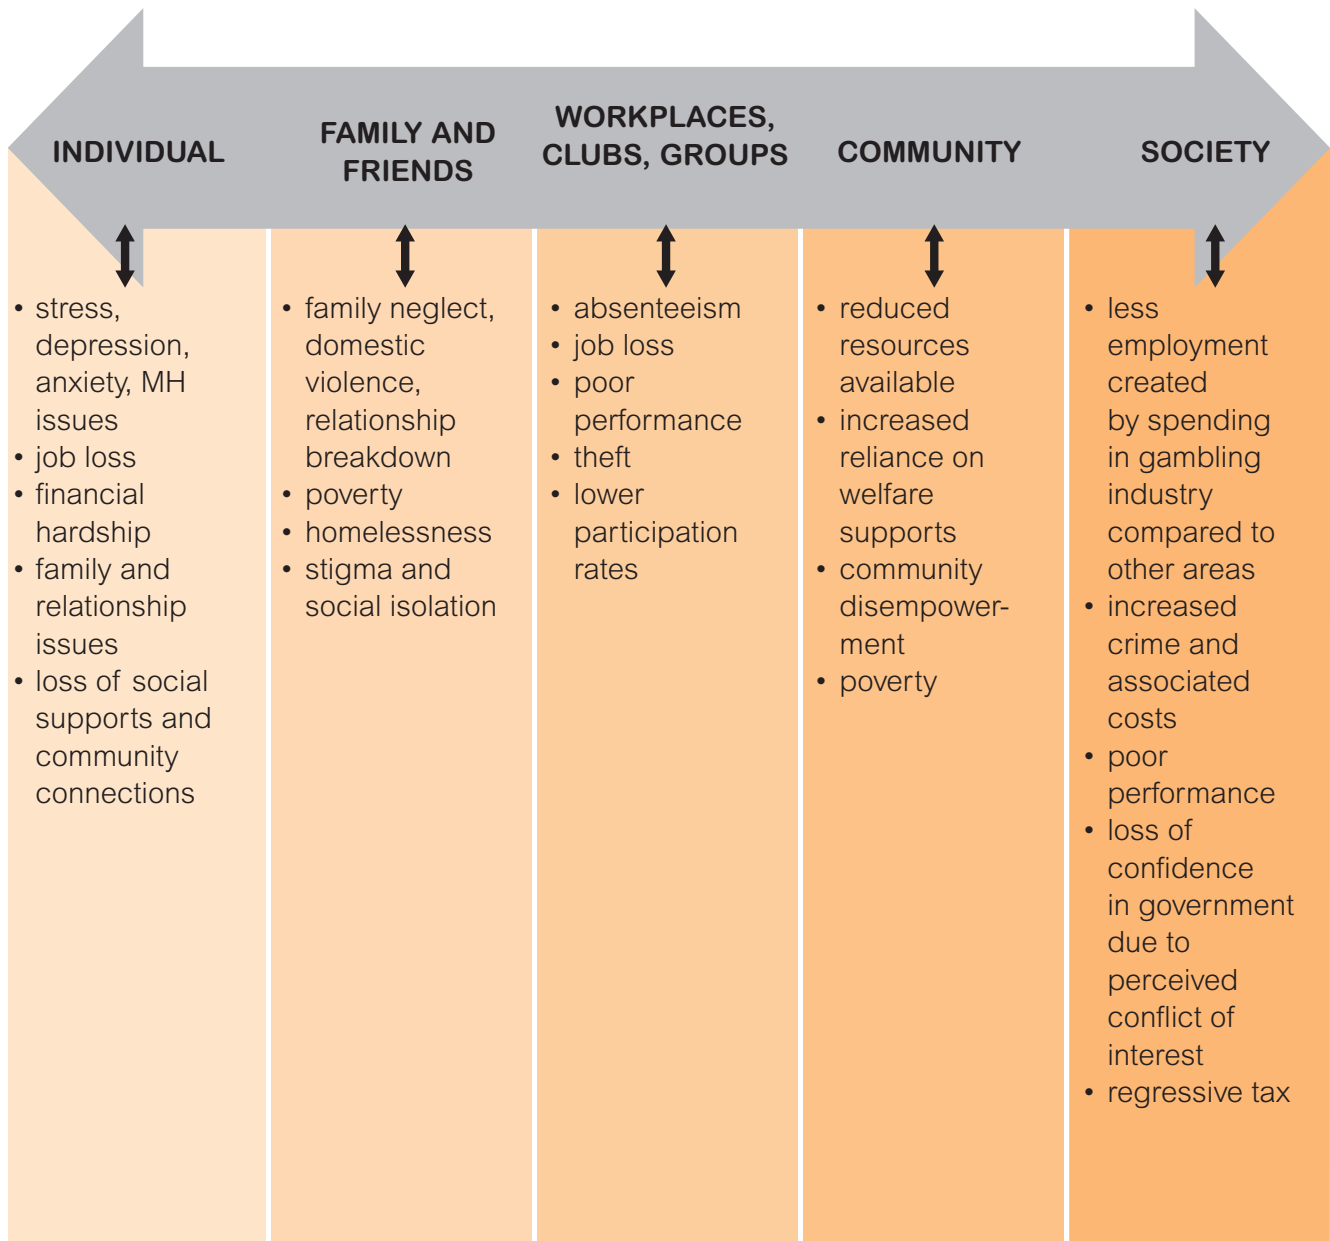 INDIVIDUAL
FAMILY AND
FRIENDS
WORKPLACES,
CLUBS, GROUPS
COMMUNITY
SOCIETY
• stress,
depression,
anxiety, MH
issues
• job loss
• financial
hardship
• family and
relationship
issues
• loss of social
supports and
community
connections
• family neglect,
domestic
violence,
relationship
breakdown
• poverty
• homelessness
• stigma and
social isolation
• absenteeism
• job loss
• poor
performance
• theft
• lower
participation
rates
• reduced
resources
available
• increased
reliance on
welfare
supports
• community
disempower-
ment
• poverty
• less
employment
created
by spending
in gambling
industry
compared to
other areas
• increased
crime and
associated
costs
• poor
performance
• loss of
confidence
in government
due to
perceived
conflict of
interest
• regressive tax